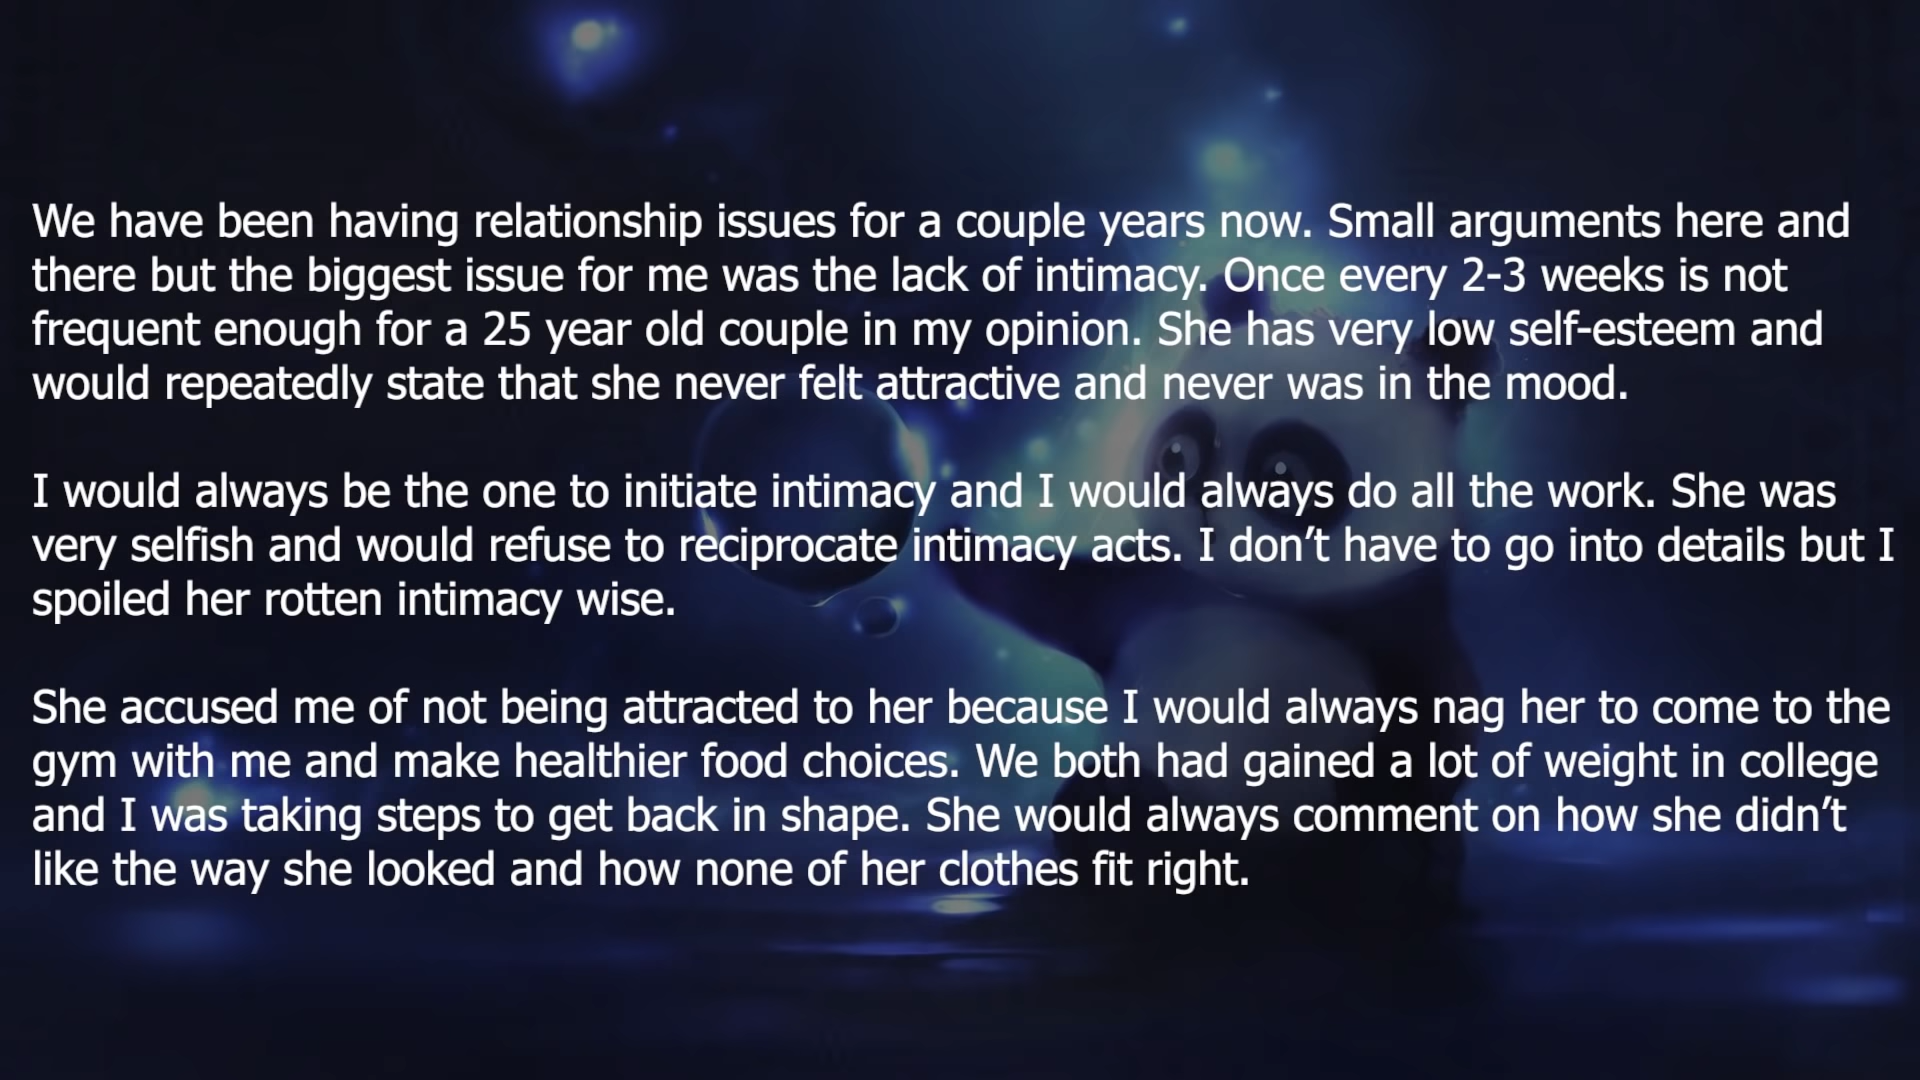 We have been having relationship issues for a couple years now. Small arguments here and
there but the biggest issue for me was the lack of intimacy. Once every 2-3 weeks is not
frequent enough for a 25 year old couple in my opinion. She has very low self-esteem and
would repeatedly state that she never felt attractive and never was in the mood.
I would always be the one to initiate intimacy and I would always do all the work. She was
very selfish and would refuse to reciprocate intimacy acts. I don’t have to go into details but I
spoiled her rotten intimacy wise.
She accused me of not being attracted to her because I would always nag her to come to the
gym with me and make healthier food choices. We both had gained a lot of weight in college
and I was taking steps to get back in shape. She would always comment on how she didn’t
like the way she looked and how none of her clothes fit right.